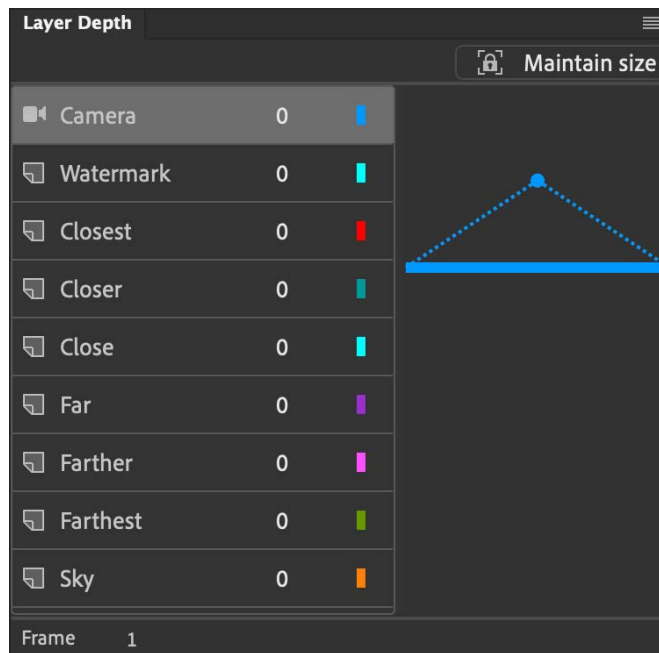 Layer Depth
Maintain size
Camera 0
Watermark 0
Closest 0
Closer 0
Close 0
Far 0
Farther 0
Farthest 0
Sky 0
Frame 1